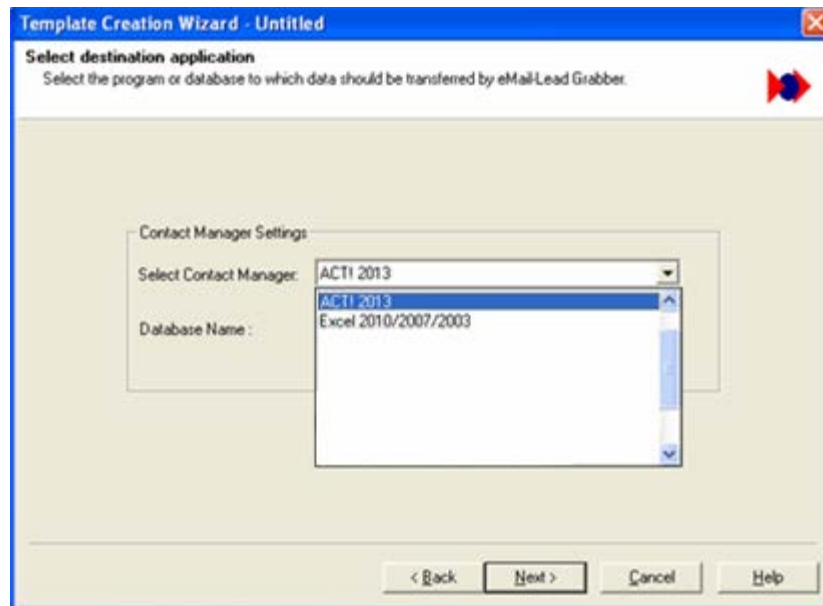 Template Creation Wizard - Untitled
Select destination application
Select the program or database to which data should be transferred by eMail-Lead Grabber.
Contact Manager Settings
Select Contact Manager: ACT! 2013
ACT! 2013
Excel 2010/2007/2003
Database Name :
< Back Next > Cancel Help